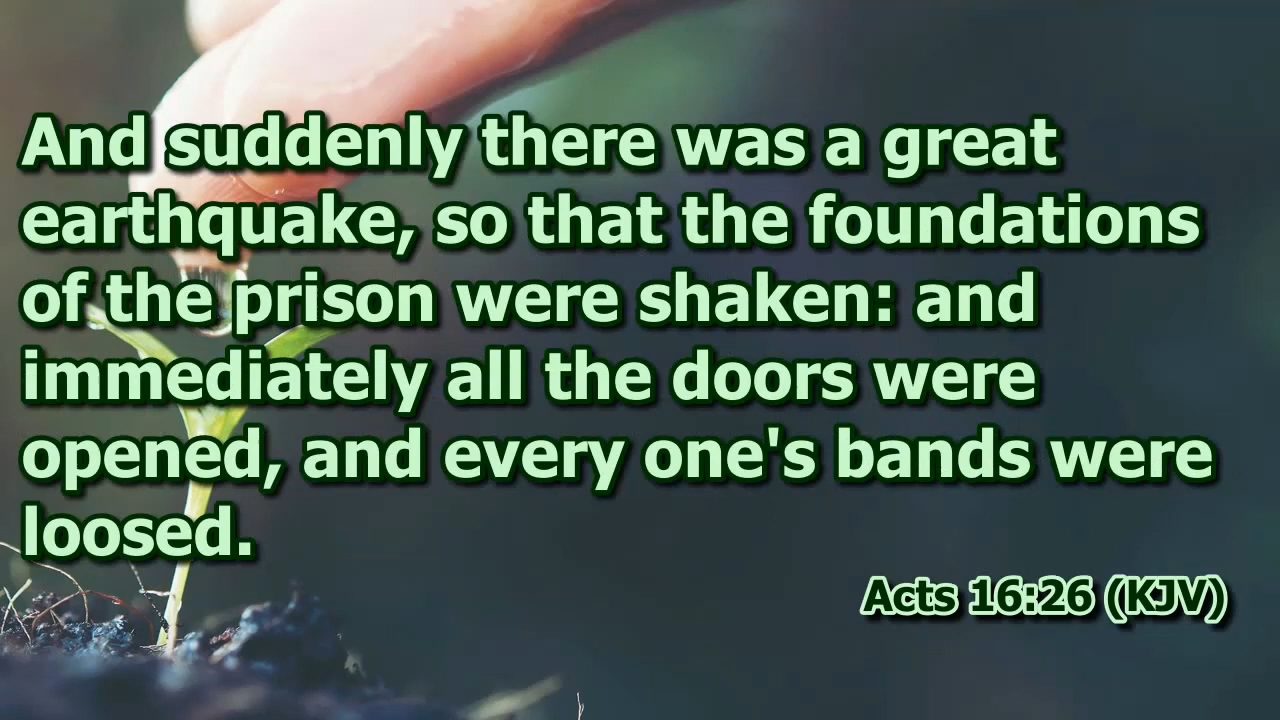 And suddenly there was a great
earthquake, so that the foundations
of the prison were shaken: and
immediately all the doors were
opened, and every one's bands were
loosed.
Acts 16:26 (KJV)